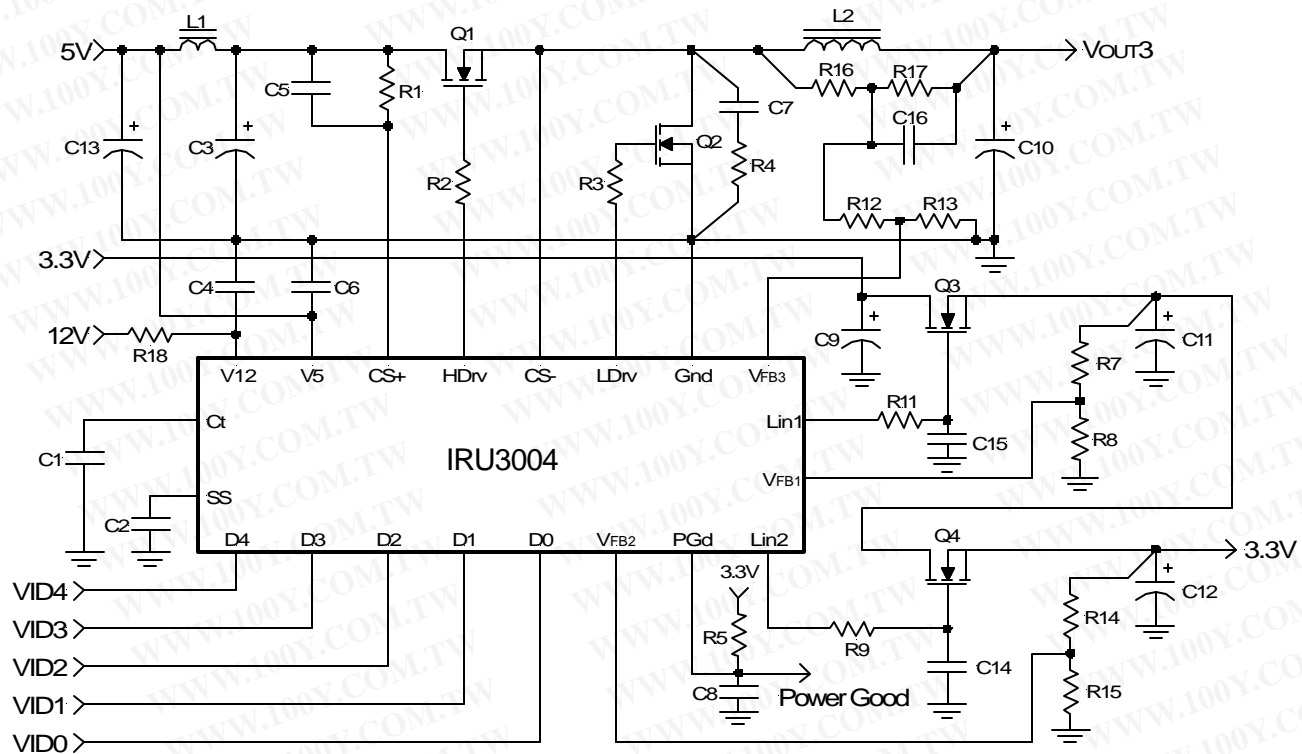 L1
L2
Q1
5V
VOUT3
R16
R17
C5
R1
C7
C16
C13
C3
Q2
C10
R2
R3
R4
R12
R13
3.3V
C4
C6
Q3
12V
R18
C9
C11
R7
V12
V5
CS+
HDrv
CS-
LDrv
Gnd
VFB3
Ct
Lin1
R11
C15
R8
C1
IRU3004
VFB1
SS
C2
D4
D3
D2
D1
D0
VFB2
PGd
Lin2
Q4
3.3V
3.3V
VID4
C12
VID3
R5
R9
R14
VID2
C14
C8
Power Good
R15
VID1
VID0
WWW.100Y.COM.TW